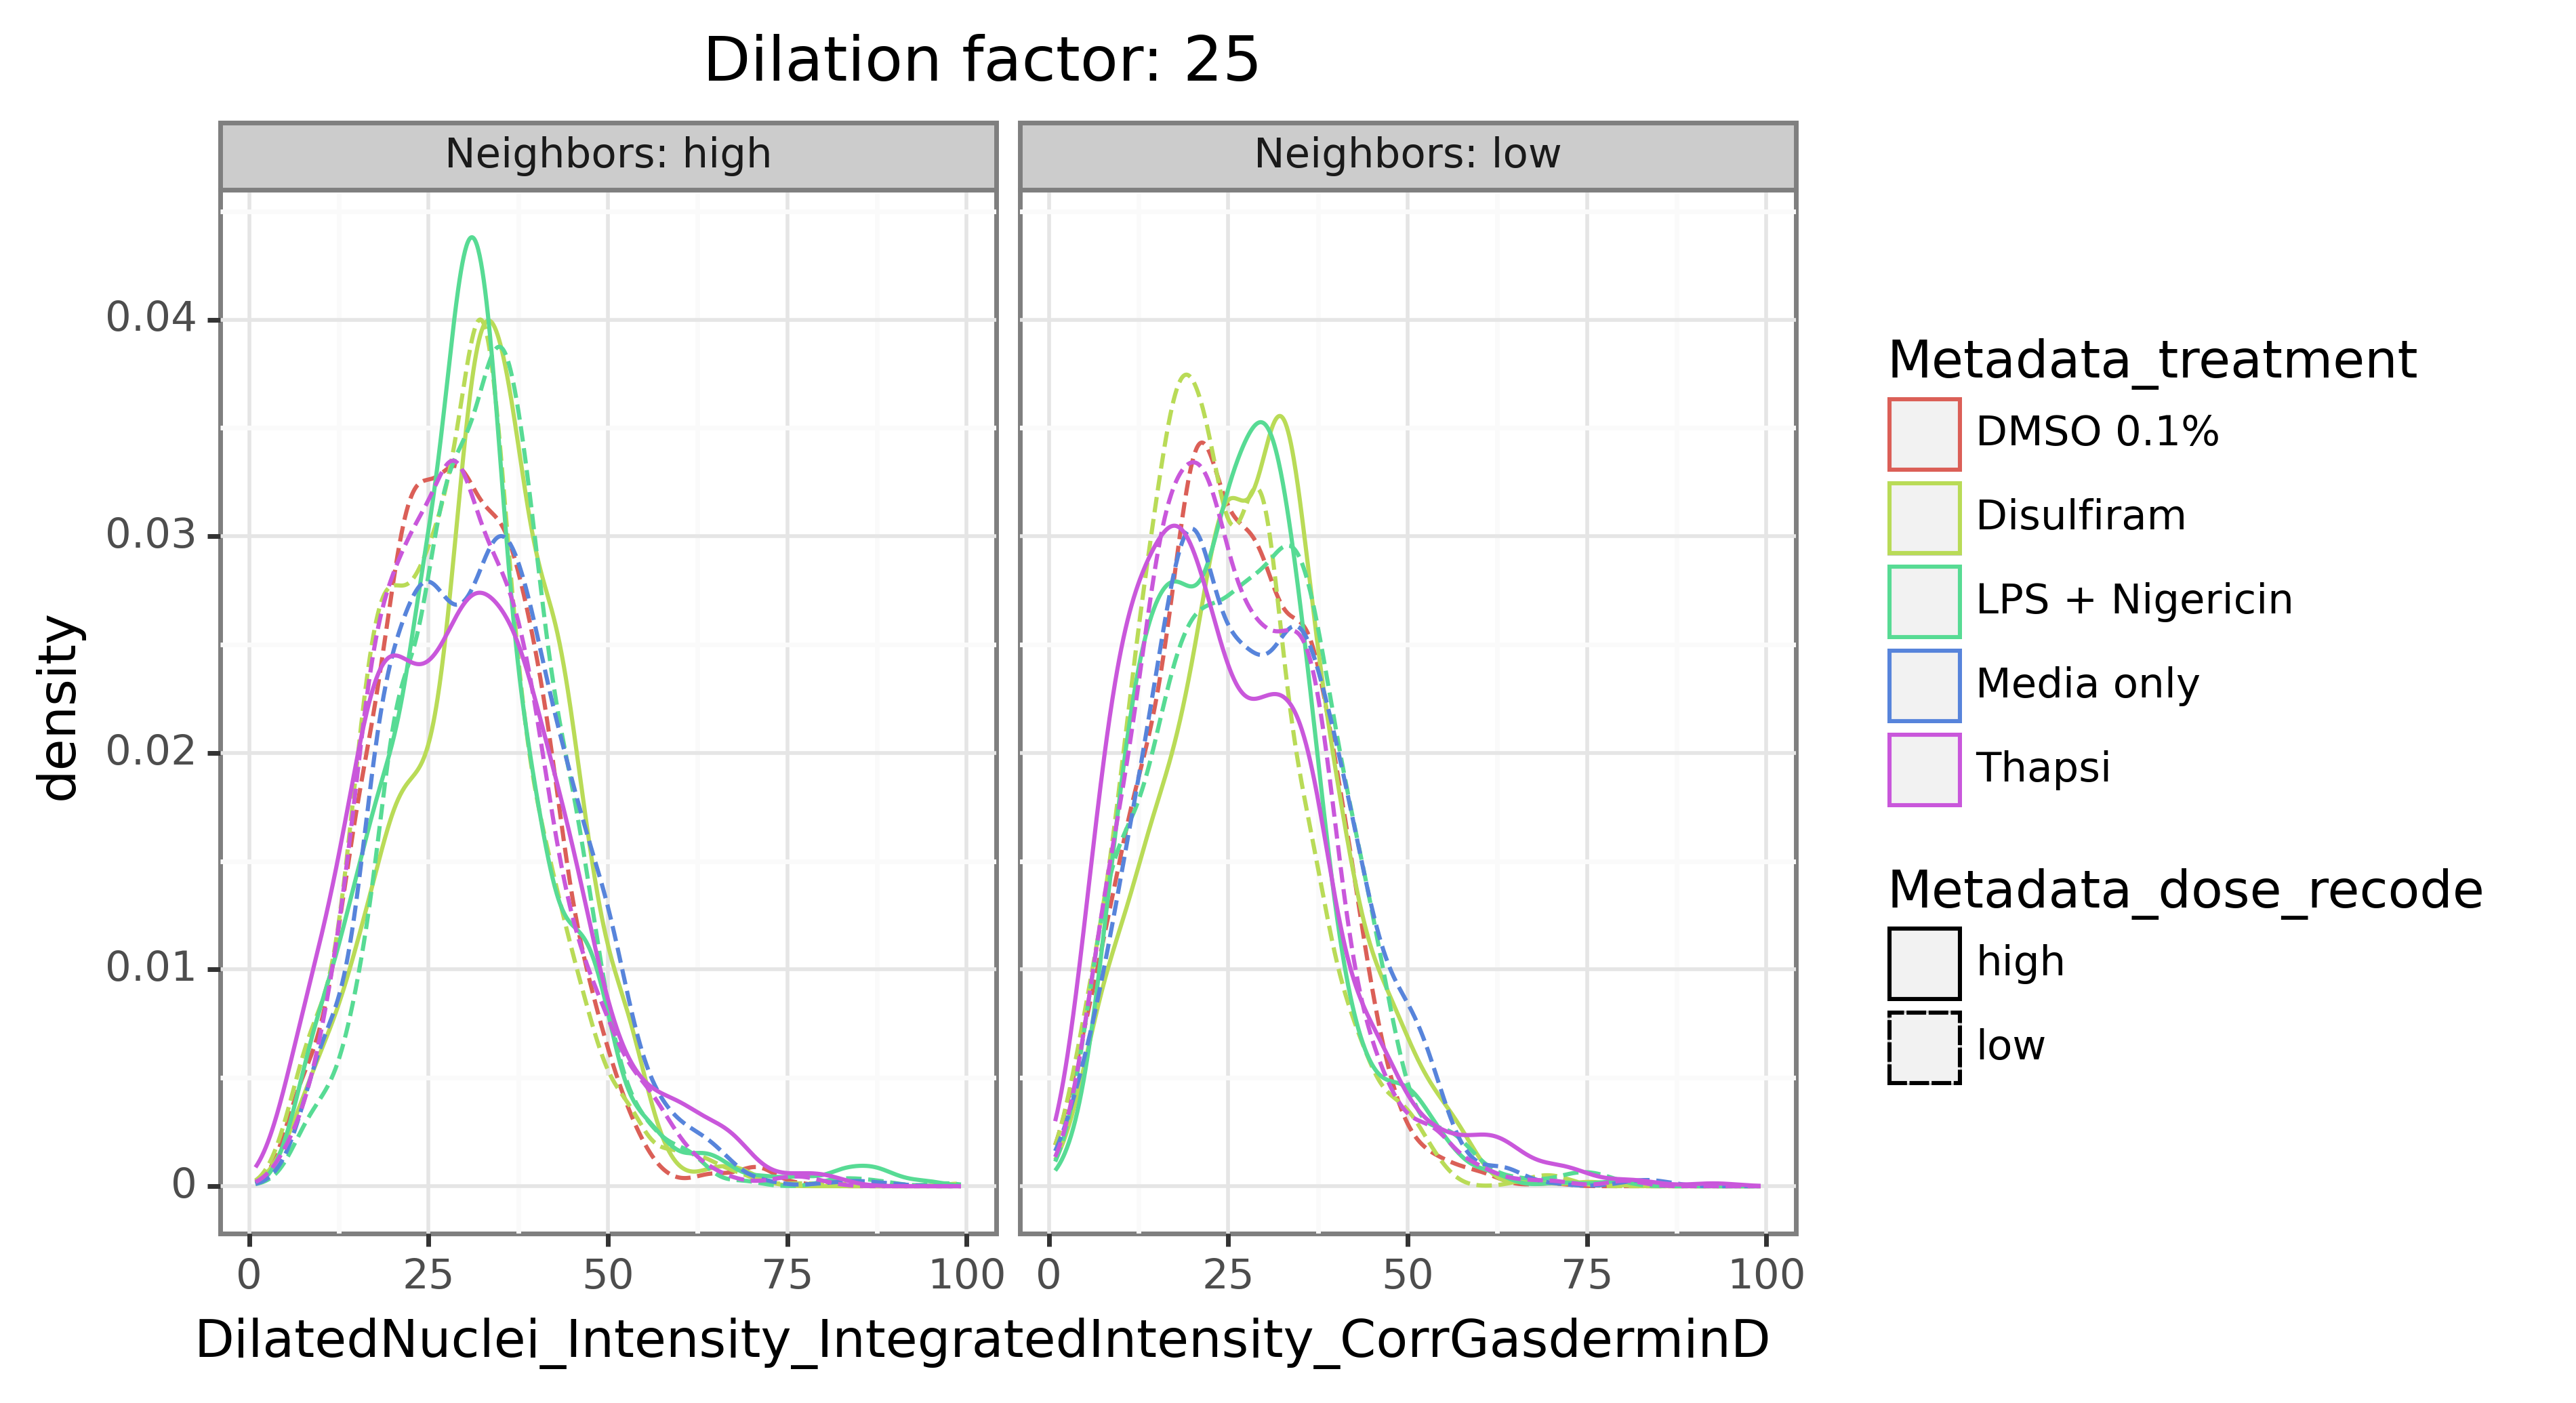 Dilation factor: 25
Neighbors: high
Neighbors: low
density
0.04
0.03
0.02
0.01
0
0 25 50 75 100
0 25 50 75 100
DilatedNuclei_Intensity_IntegratedIntensity_CorrGasderminD
Metadata_treatment
DMSO 0.1%
Disulfiram
LPS + Nigericin
Media only
Thapsi
Metadata_dose_recode
high
low